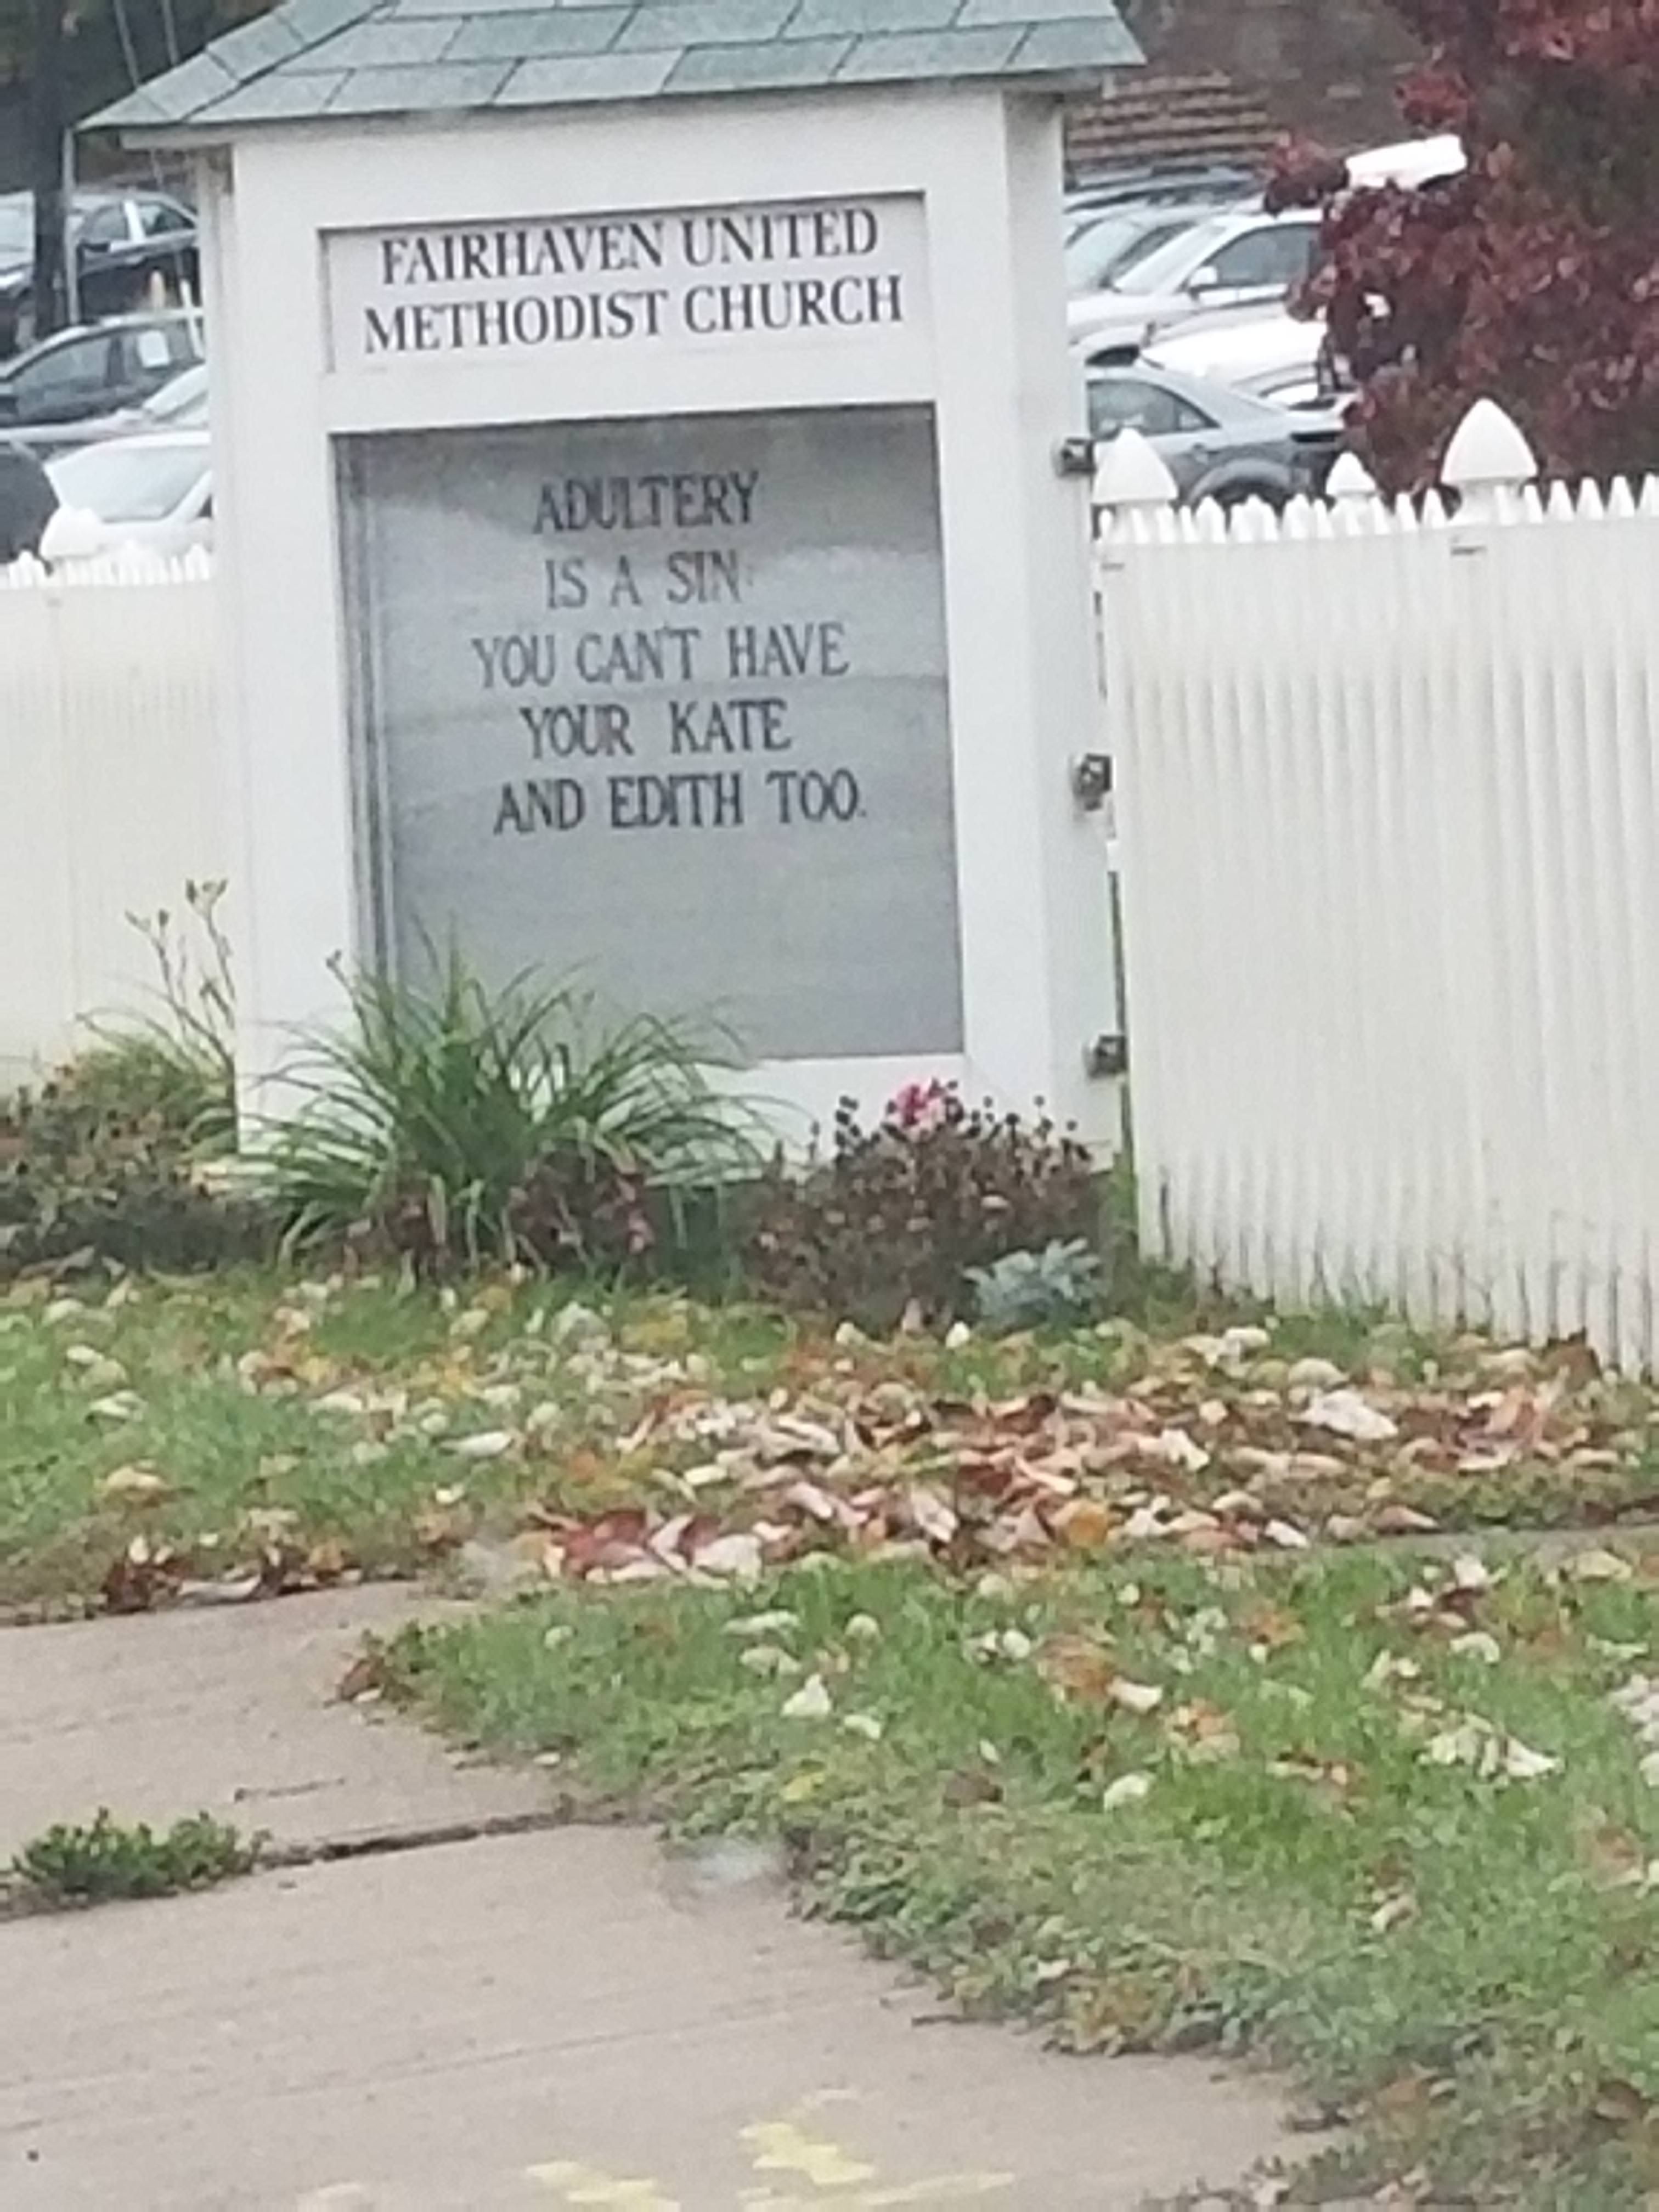 FAIRHAVEN UNITED
METHODIST CHURCH
ADULTERY
IS A SIN
YOU CAN'T HAVE
YOUR KATE
AND EDITH TOO.